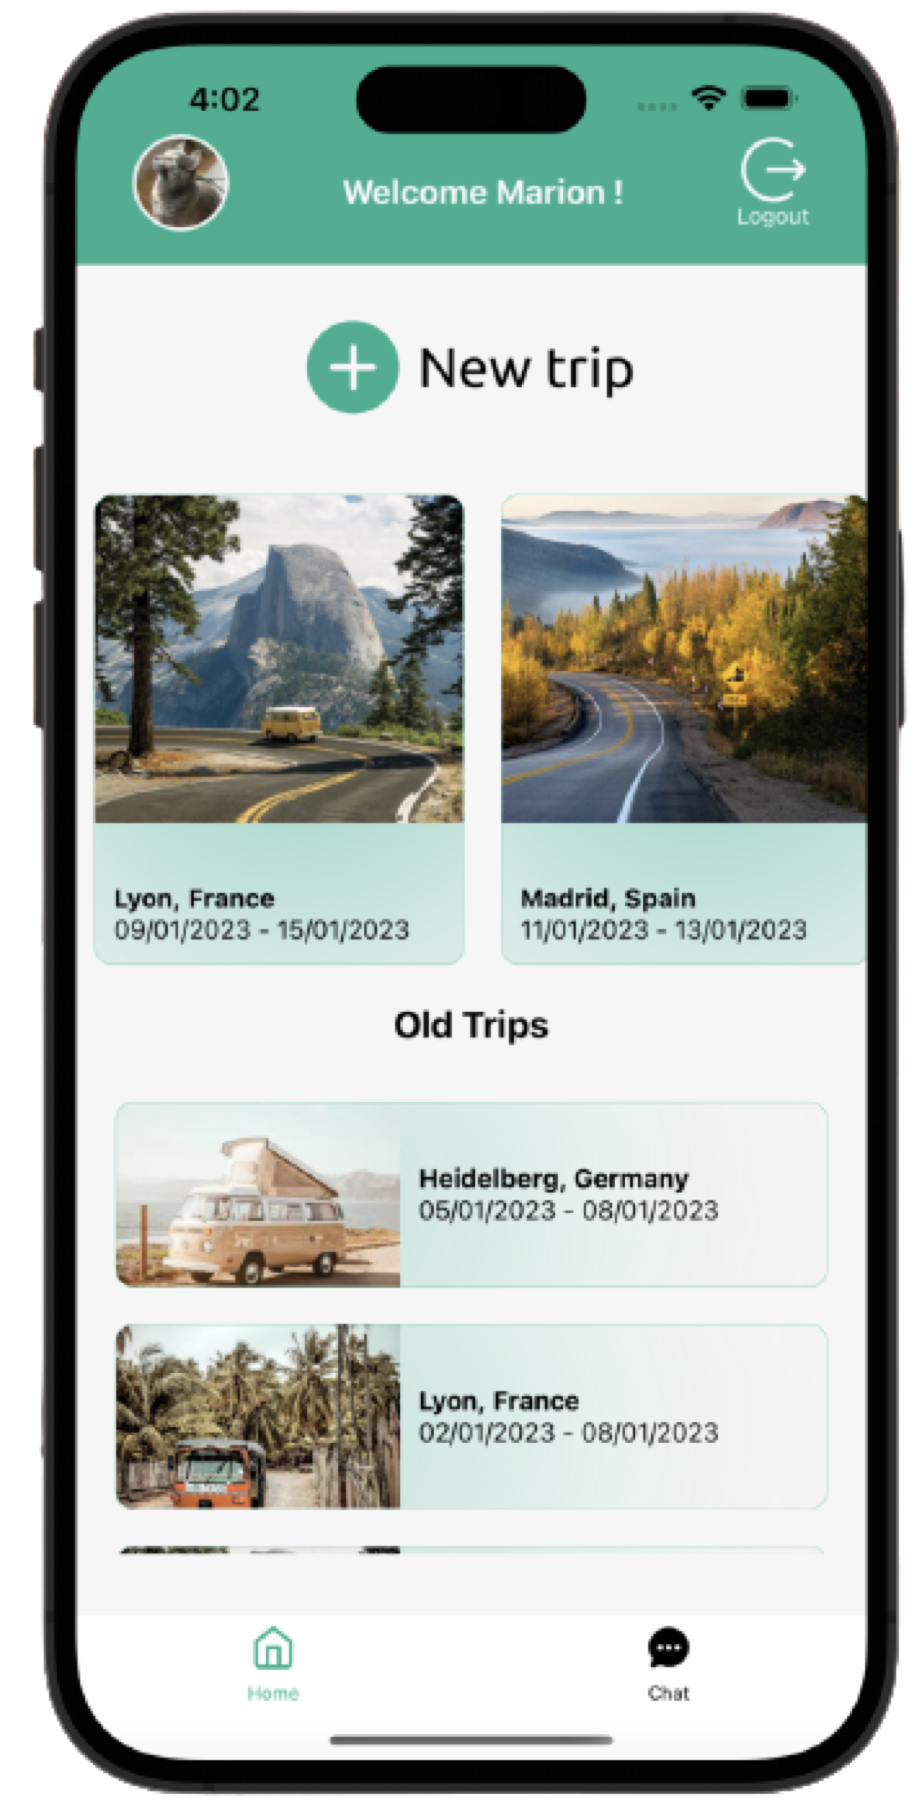 4:02
Welcome Marion !
Logout
New trip
Lyon, France
09/01/2023 - 15/01/2023
Madrid, Spain
11/01/2023 - 13/01/2023
Old Trips
Heidelberg, Germany
05/01/2023 - 08/01/2023
Lyon, France
02/01/2023 - 08/01/2023
Home
Chat